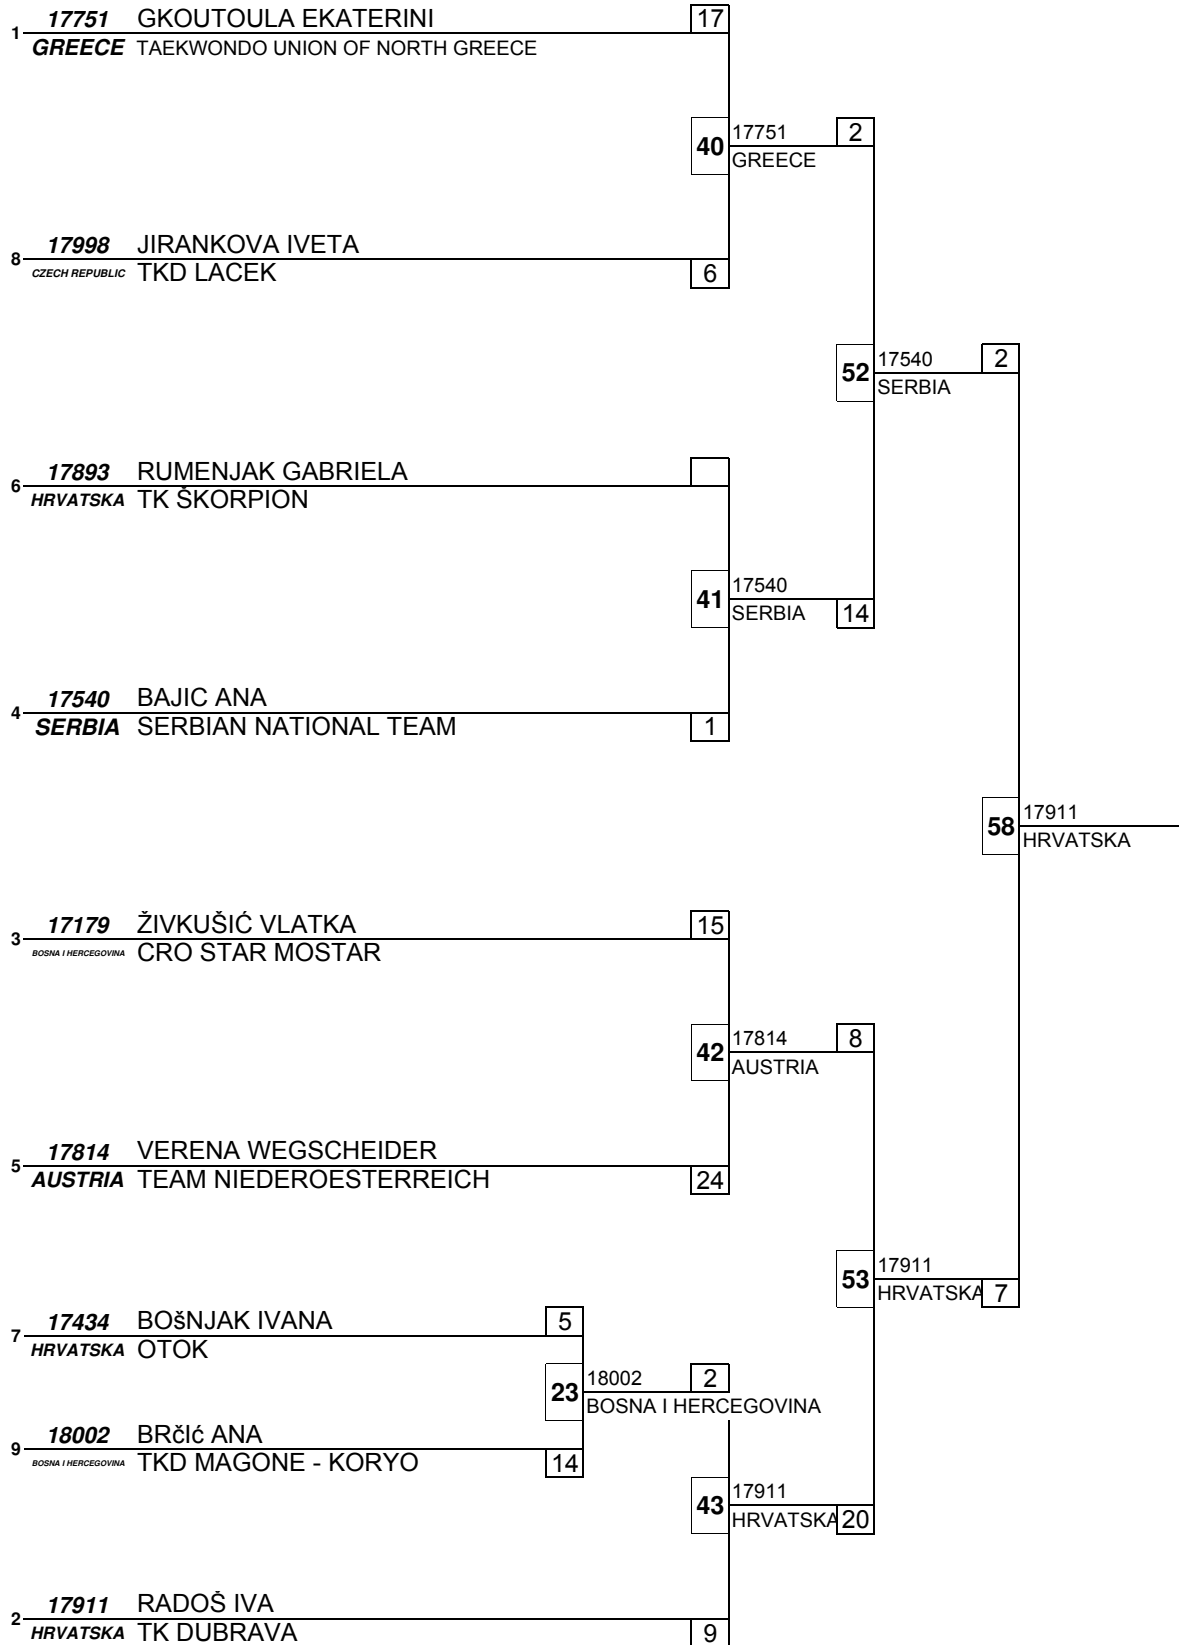 17751 GKOUTOULA EKATERINI 17
1
GREECE TAEKWONDO UNION OF NORTH GREECE
17751 2
40
GREECE
17998 JIRANKOVA IVETA
8
CZECH REPUBLIC TKD LACEK 6
17540 2
52
SERBIA
17893 RUMENJAK GABRIELA
6
HRVATSKA TK ŠKORPION
17540
41
SERBIA 14
17540 BAJIC ANA
4
SERBIA SERBIAN NATIONAL TEAM 1
17911
58
HRVATSKA
17179 ŽIVKUŠIĆ VLATKA 15
3
BOSNA I HERCEGOVINA CRO STAR MOSTAR
17814 8
42
AUSTRIA
17814 VERENA WEGSCHEIDER
5
AUSTRIA TEAM NIEDEROESTERREICH 24
17911
53
HRVATSKA 7
17434 BOšNJAK IVANA 5
7
HRVATSKA OTOK
18002 2
23
BOSNA I HERCEGOVINA
18002 BRčIć ANA
9
BOSNA I HERCEGOVINA TKD MAGONE - KORYO 14
17911
43
HRVATSKA 20
17911 RADOŠ IVA
2
HRVATSKA TK DUBRAVA 9